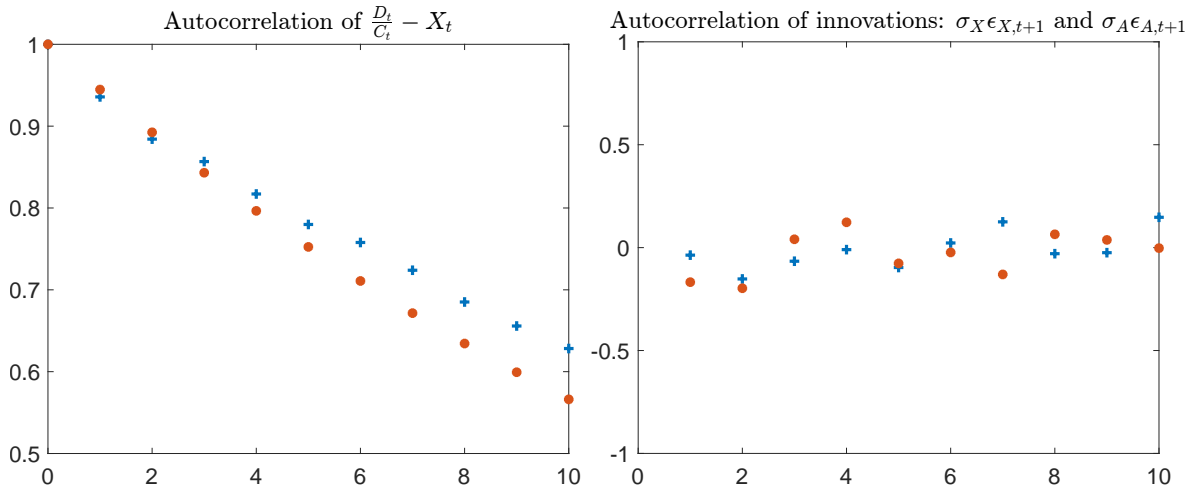 Autocorrelation of $\frac{D_t}{C_t} - X_t$
1
0.9
0.8
0.7
0.6
0.5
0 2 4 6 8 10
Autocorrelation of innovations: $\sigma_X \epsilon_{X,t+1}$ and $\sigma_A \epsilon_{A,t+1}$
1
0.5
0
-0.5
-1
0 2 4 6 8 10